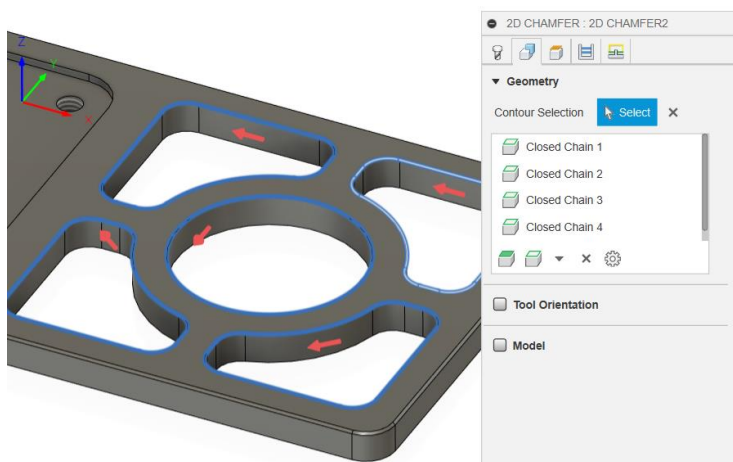 2D CHAMFER : 2D CHAMFER2
Geometry
Contour Selection Select
Closed Chain 1
Closed Chain 2
Closed Chain 3
Closed Chain 4
Tool Orientation
Model
Z
Y
X